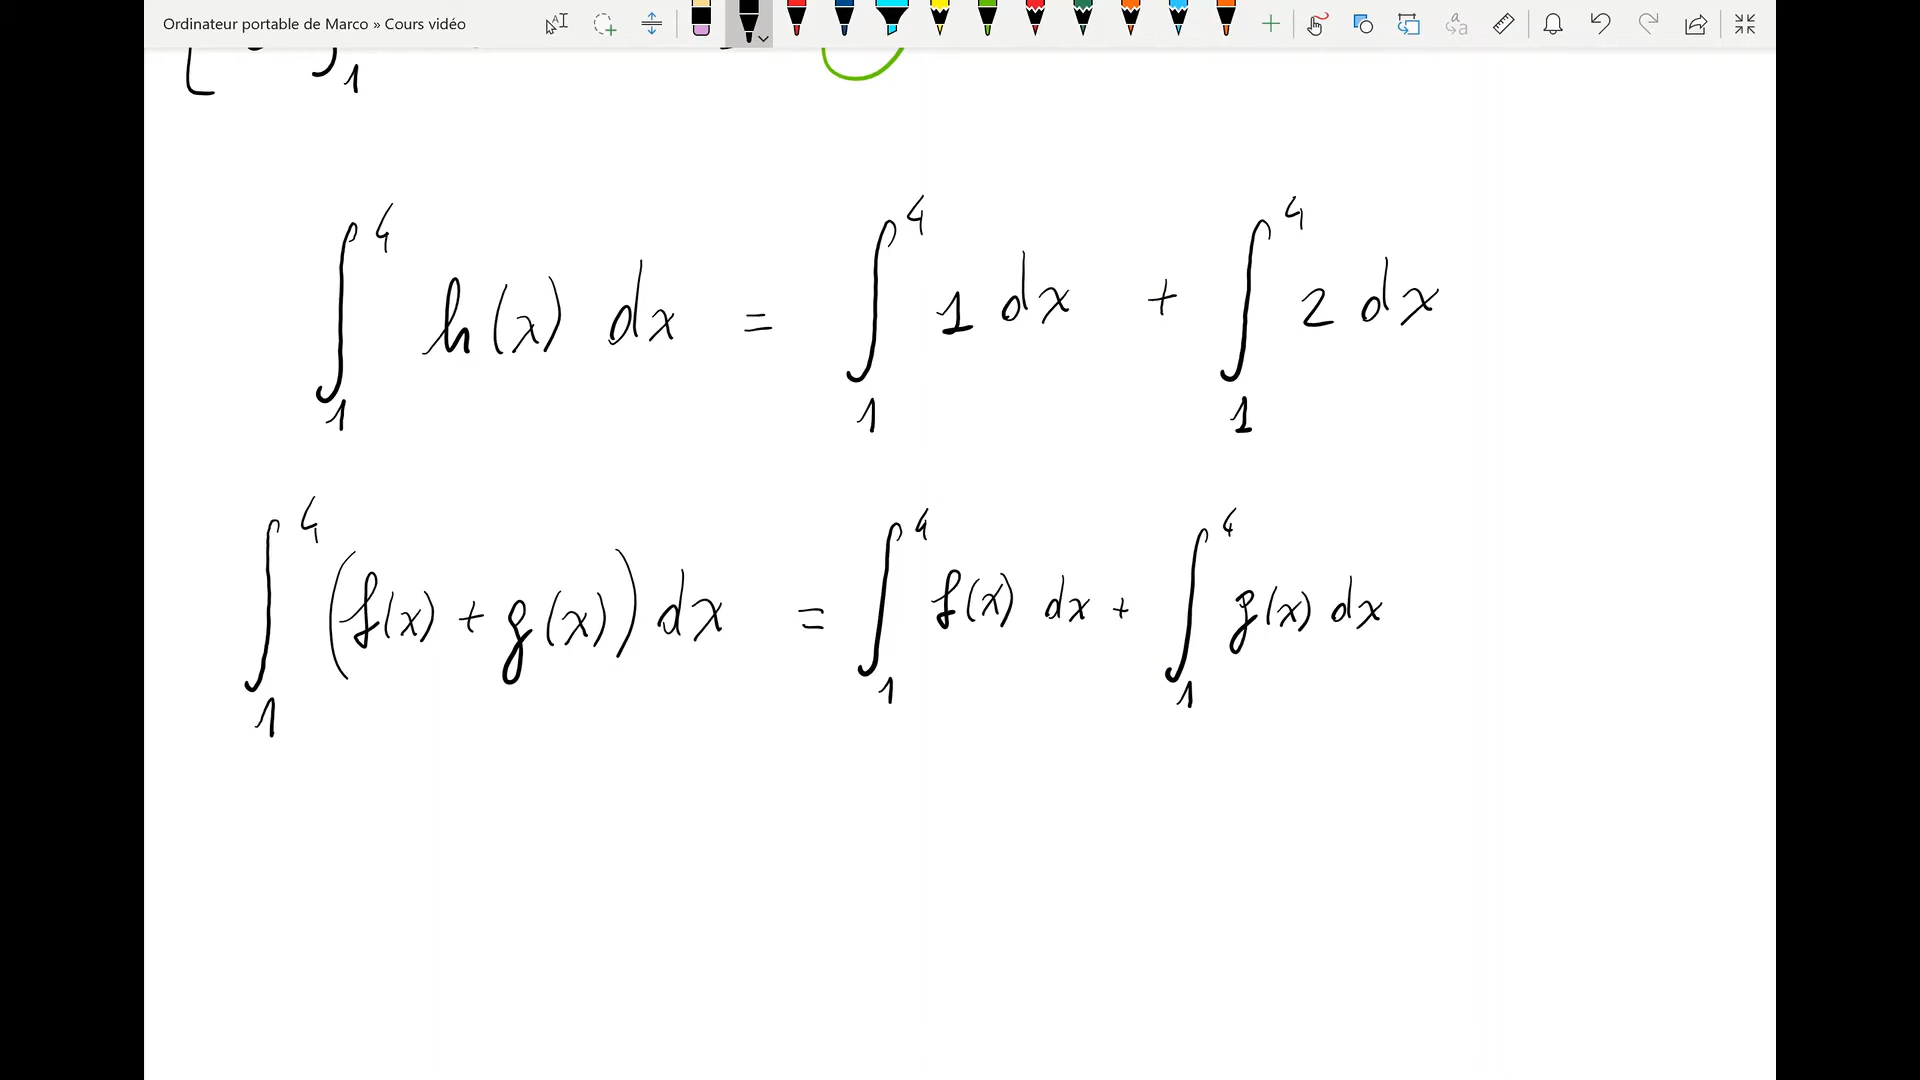 Ordinateur portable de Marco » Cours vidéo
1
∫₁⁴ h(x) dx = ∫₁⁴ 1 dx + ∫₁⁴ 2 dx
∫₁⁴ (f(x) + g(x)) dx = ∫₁⁴ f(x) dx + ∫₁⁴ g(x) dx